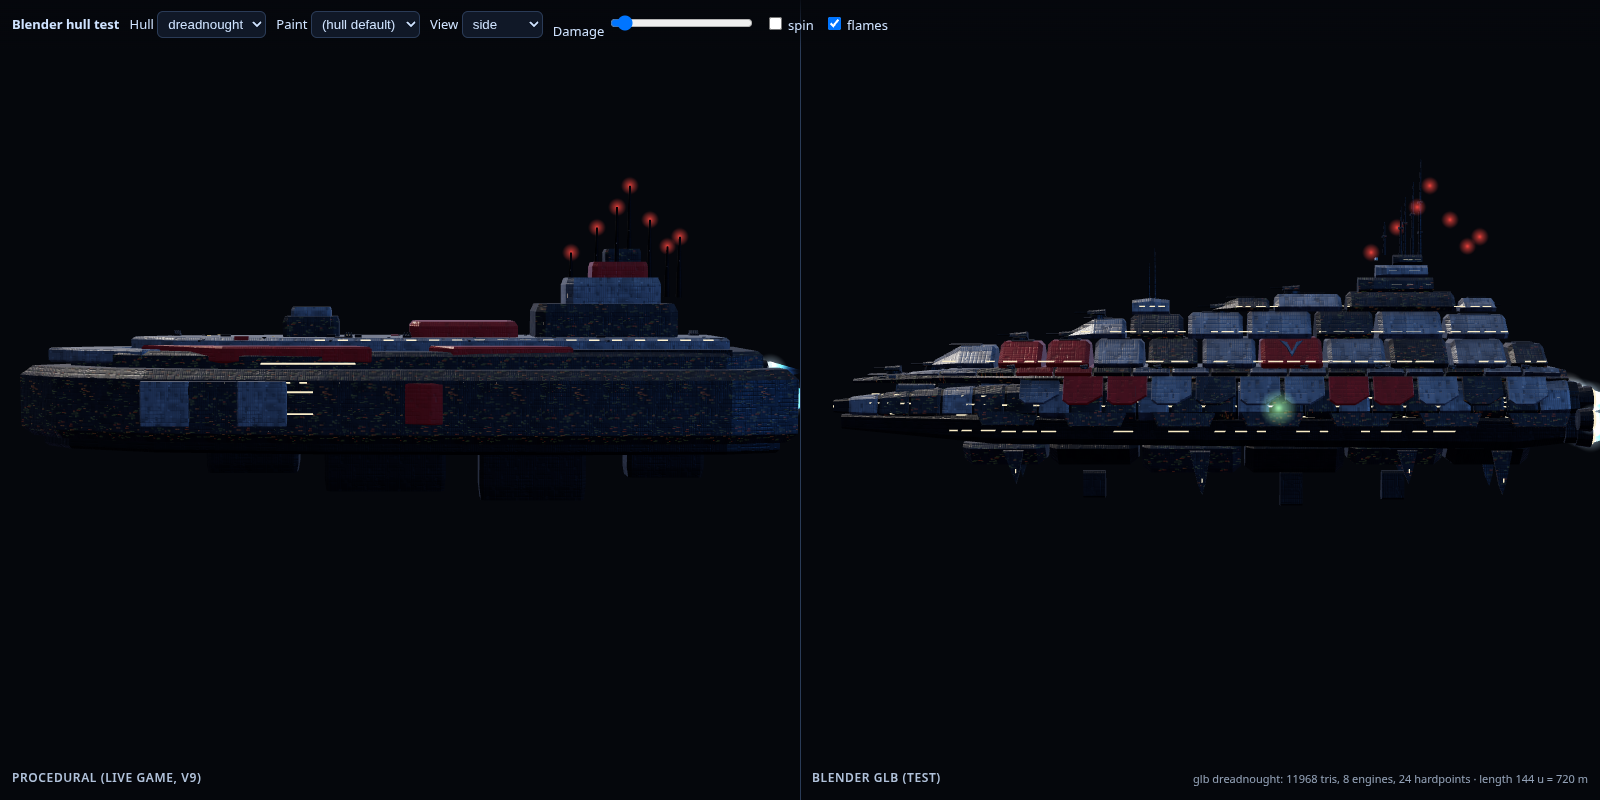 Blender hull test Hull dreadnought Paint (hull default) View side Damage spin flames
PROCEDURAL (LIVE GAME, V9)
BLENDER GLB (TEST)
glb dreadnought: 11968 tris, 8 engines, 24 hardpoints · length 144 u = 720 m